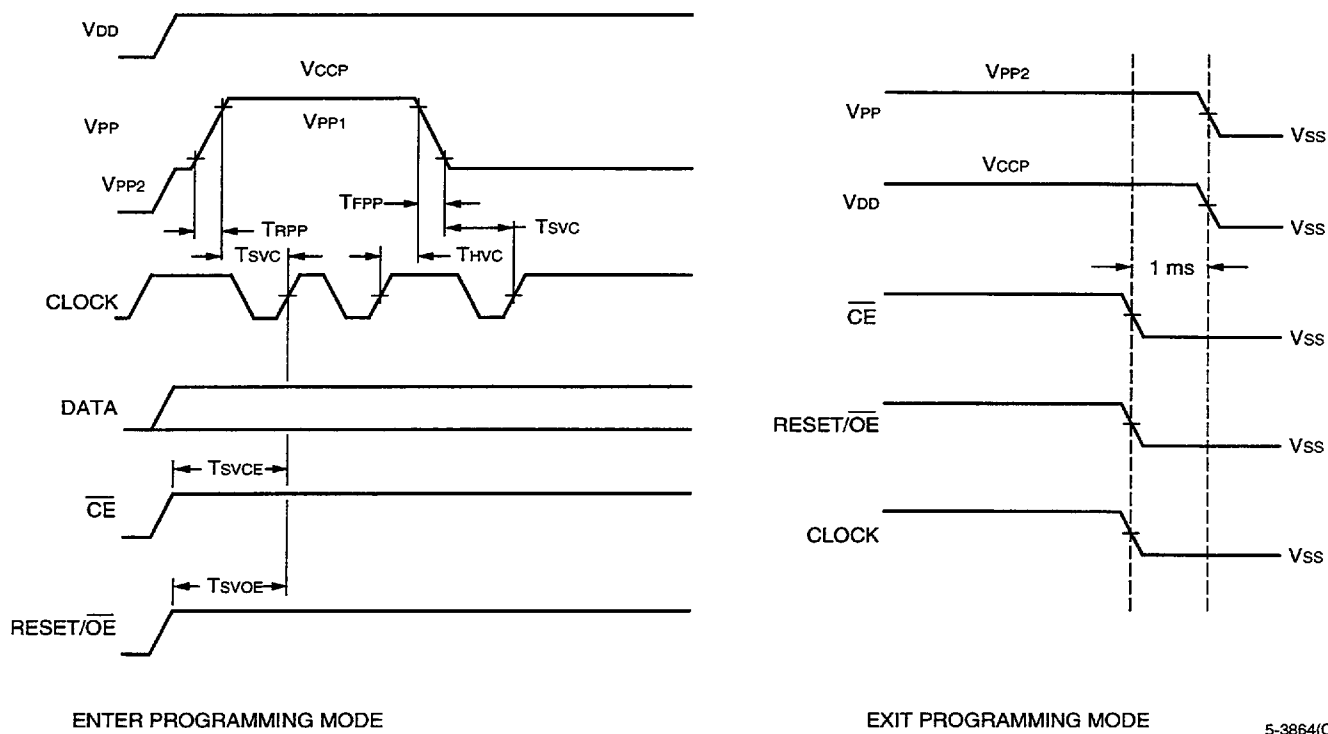 VDD
VCCP
VPP
VPP1
VPP2
TFPP
TSVC
TRPP
TSVC
THVC
CLOCK
DATA
TSVCE
CE
TSVOE
RESET/OE
ENTER PROGRAMMING MODE
VPP2
VPP
VSS
VCCP
VDD
VSS
1 ms
CE
VSS
RESET/OE
VSS
CLOCK
VSS
EXIT PROGRAMMING MODE
5-3864(C